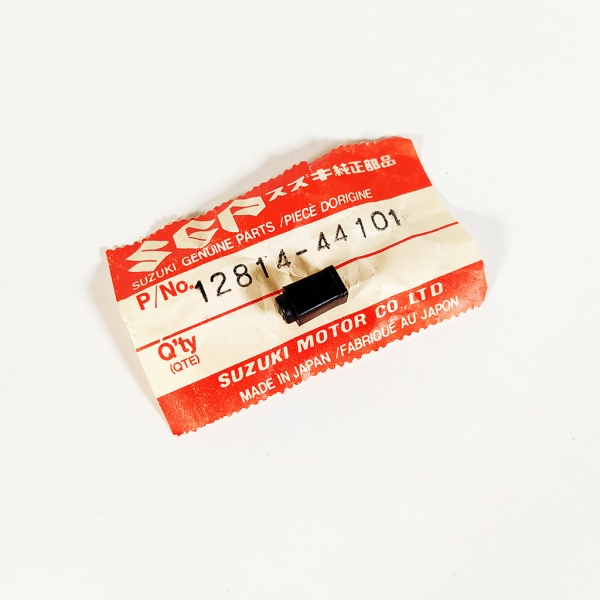 SGP スズキ純正部品
SUZUKI GENUINE PARTS /PIECE DORIGINE
P/No. 12814-44101
Q'ty
(QTE)
SUZUKI MOTOR CO.,LTD.
MADE IN JAPAN /FABRIQUÉ AU JAPON